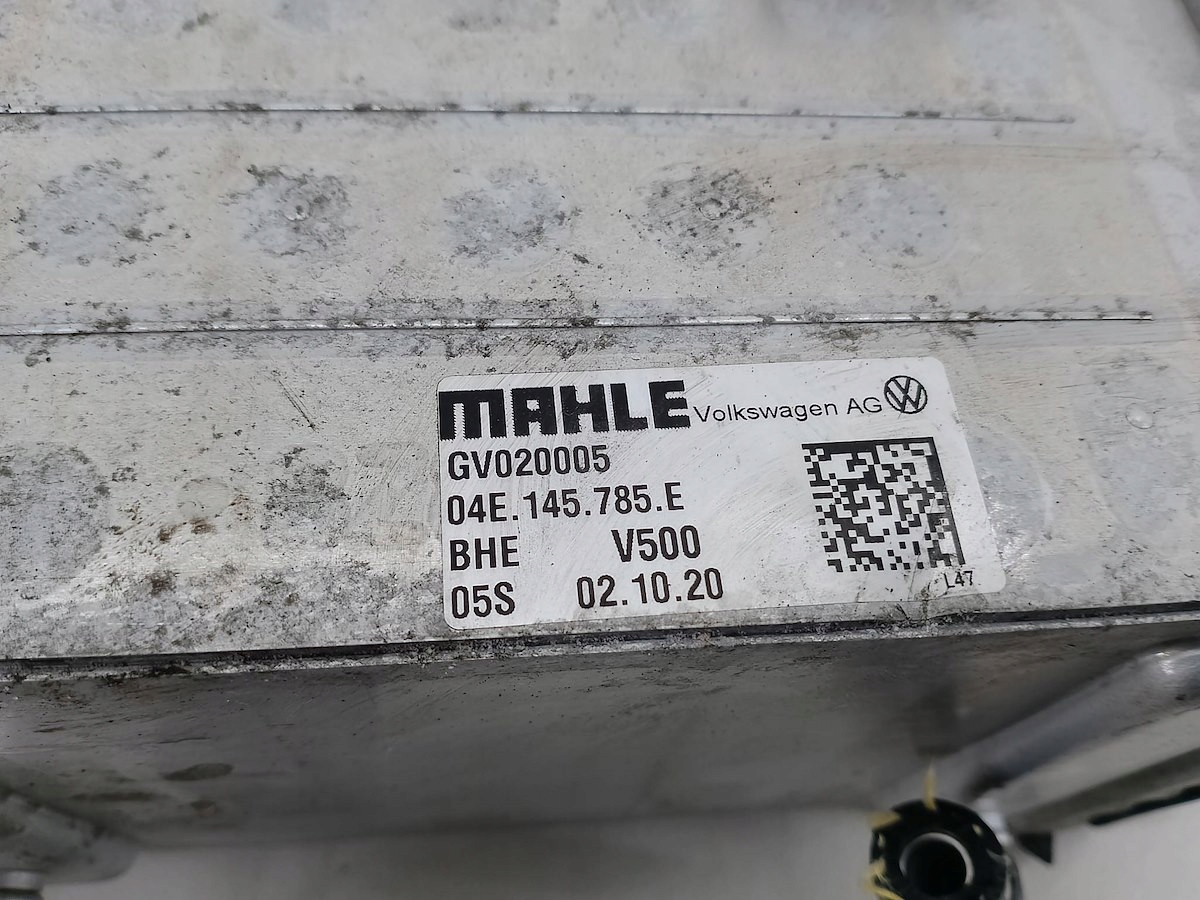 MAHLE Volkswagen AG
GV020005
04E.145.785.E
BHE V500
05S 02.10.20
L47